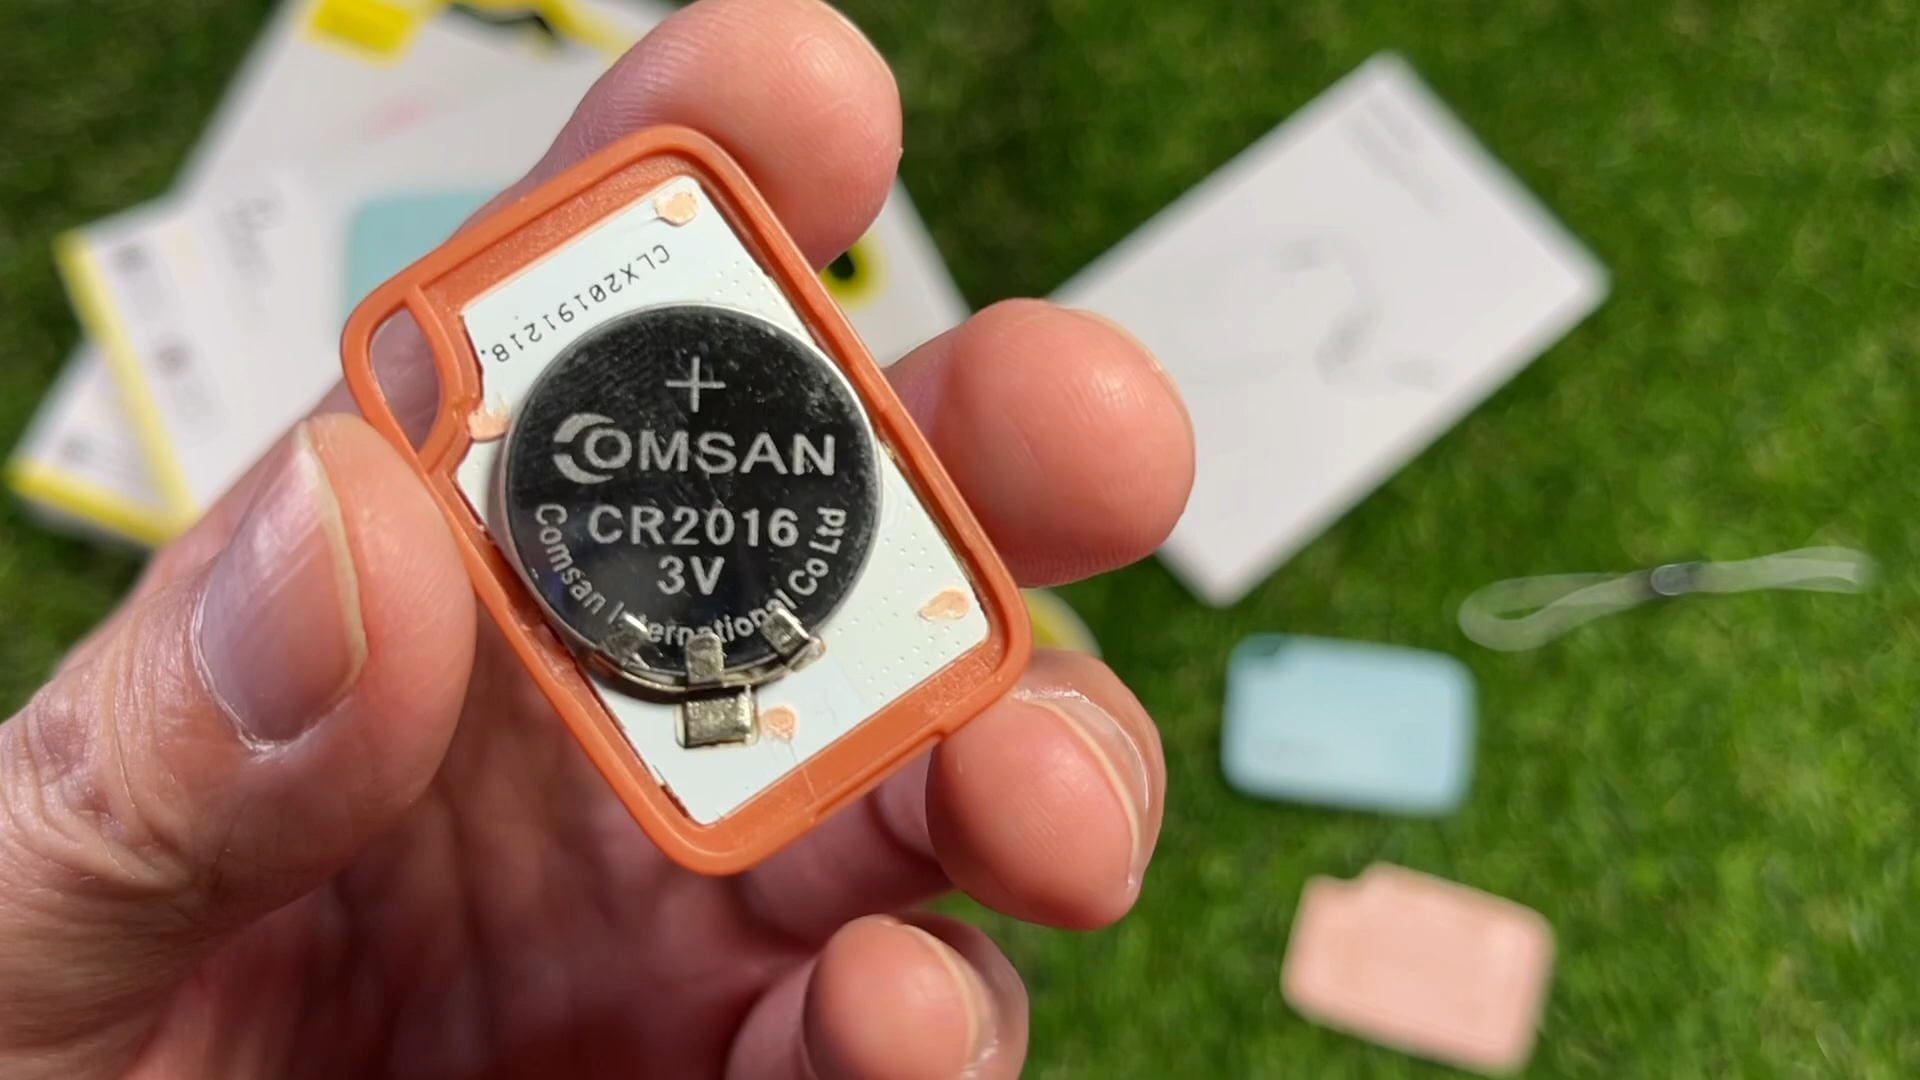 CLX20191218.
+
COMSAN
CR2016
3V
Comsan International Co Ltd